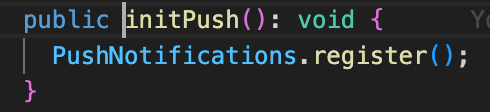 public initPush(): void {
PushNotifications.register();
}